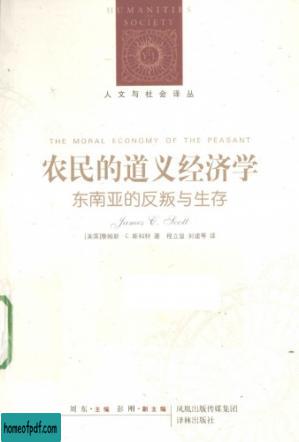 HUMANITIES
SOCIETY
人文与社会译丛
THE MORAL ECONOMY OF THE PEASANT
农民的道义经济学
东南亚的反叛与生存
James C. Scott
[美国]詹姆斯·C.斯科特 著 程立显 刘建等 译
刘东·主编 彭刚·副主编
凤凰出版传媒集团
译林出版社
homeofpdf.com